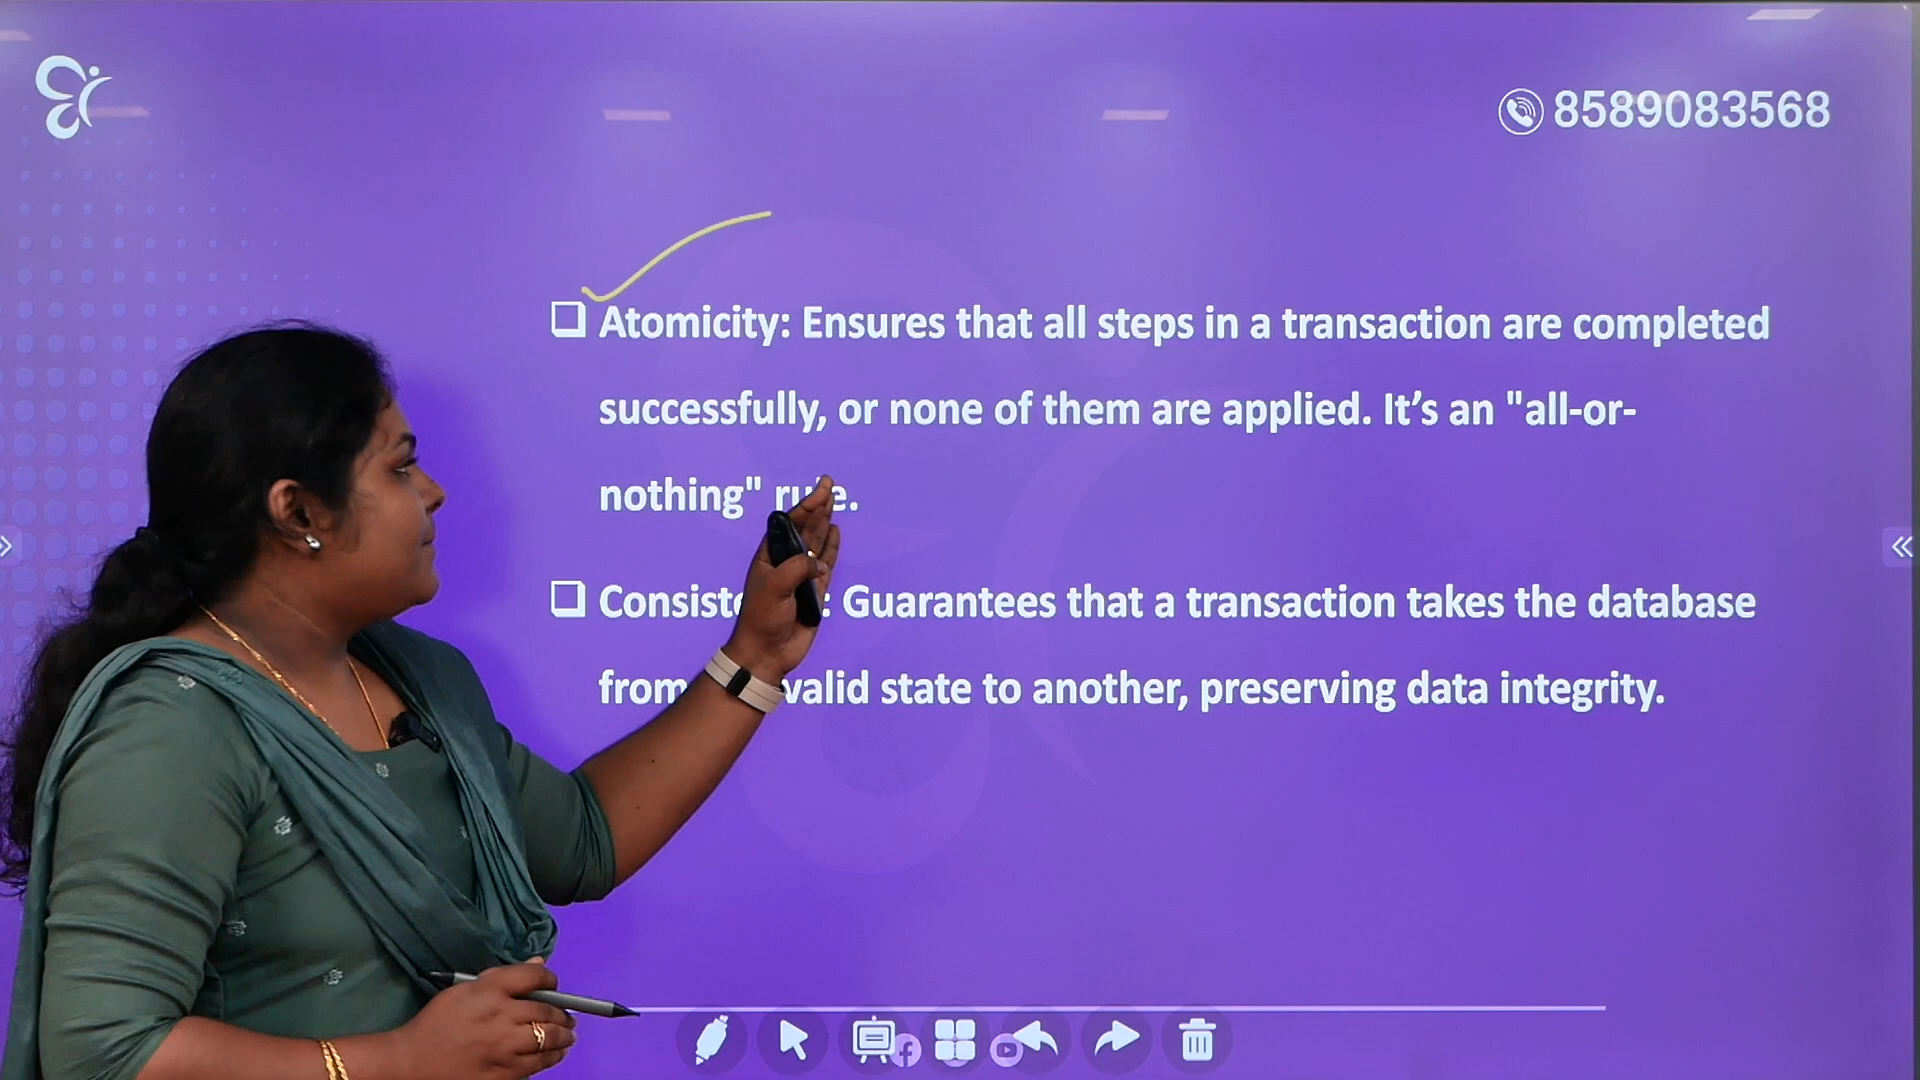 8589083568
Atomicity: Ensures that all steps in a transaction are completed
successfully, or none of them are applied. It’s an "all-or-
nothing" rule.
: Guarantees that a transaction takes the database
from valid state to another, preserving data integrity.